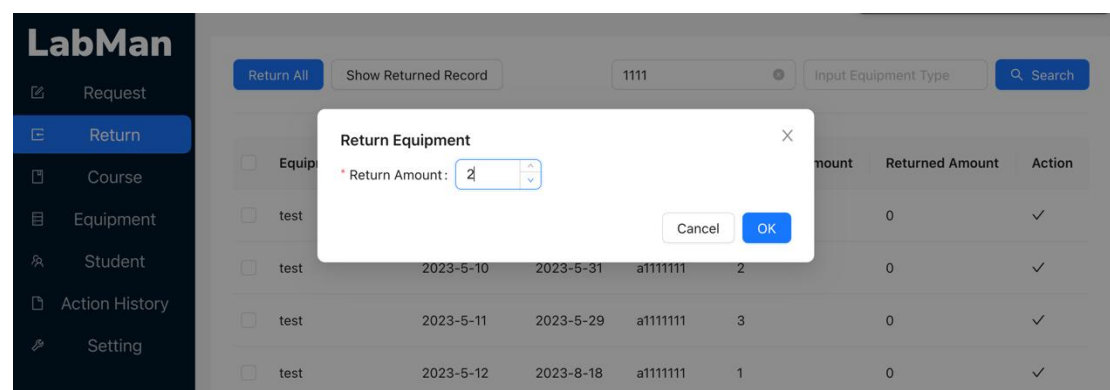 LabMan
Request
Return
Course
Equipment
Student
Action History
Setting
Return All Show Returned Record 1111 Input Equipment Type Search
Return Equipment
* Return Amount: 2
Cancel OK
Returned Amount Action
test 0
test 2023-5-10 2023-5-31 a1111111 2 0
test 2023-5-11 2023-5-29 a1111111 3 0
test 2023-5-12 2023-8-18 a1111111 1 0